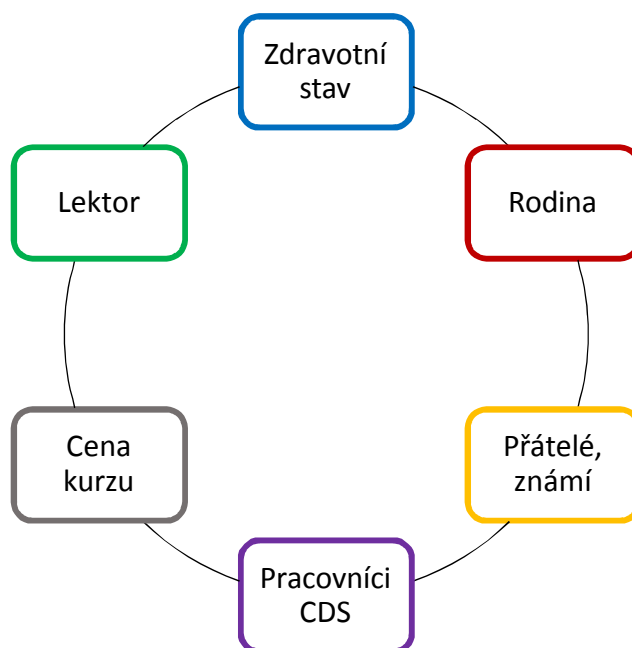 Zdravotní
stav
Lektor
Rodina
Cena
kurzu
Přátelé,
známí
Pracovníci
CDS